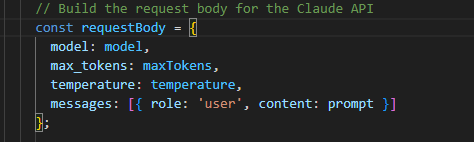 // Build the request body for the Claude API
const requestBody = {
model: model,
max_tokens: maxTokens,
temperature: temperature,
messages: [{ role: 'user', content: prompt }]
};